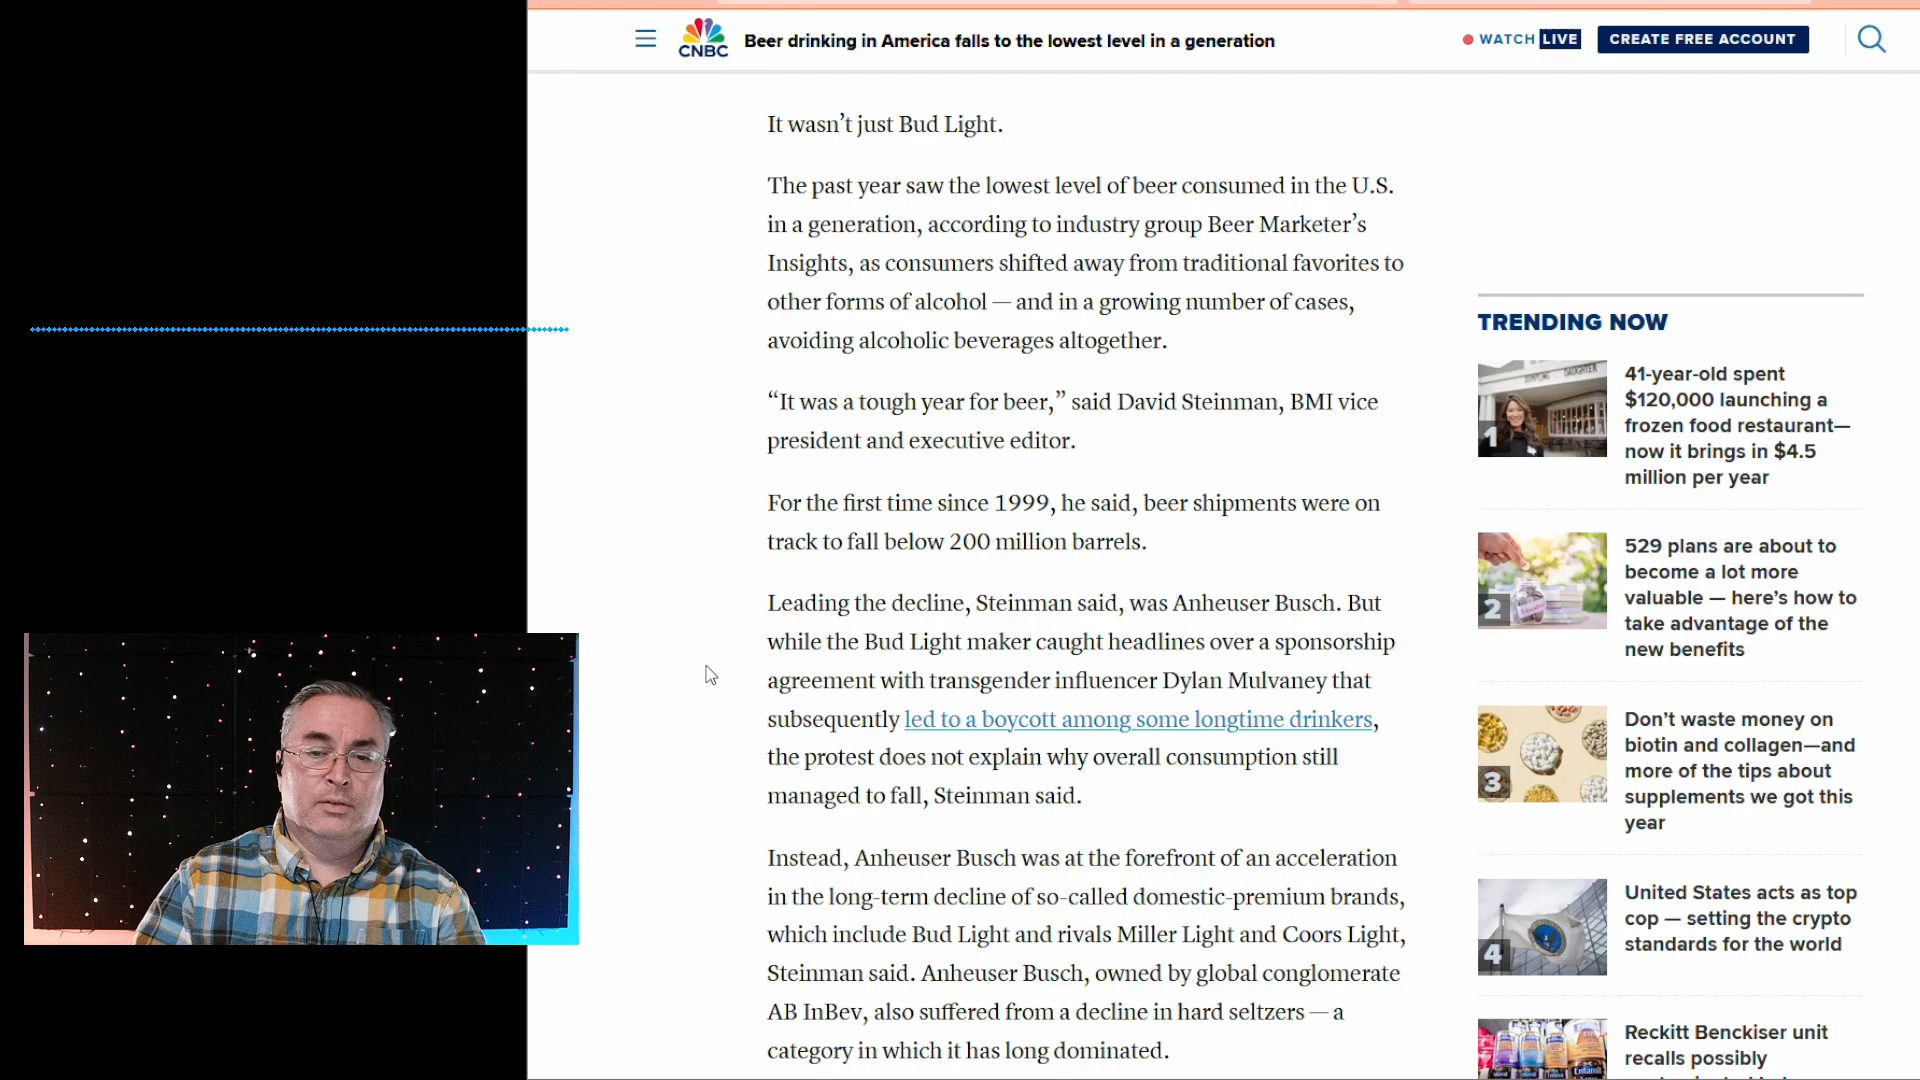 CNBC
Beer drinking in America falls to the lowest level in a generation
WATCH LIVE
CREATE FREE ACCOUNT
It wasn’t just Bud Light.
The past year saw the lowest level of beer consumed in the U.S.
in a generation, according to industry group Beer Marketer’s
Insights, as consumers shifted away from traditional favorites to
other forms of alcohol — and in a growing number of cases,
avoiding alcoholic beverages altogether.
“It was a tough year for beer,” said David Steinman, BMI vice
president and executive editor.
For the first time since 1999, he said, beer shipments were on
track to fall below 200 million barrels.
Leading the decline, Steinman said, was Anheuser Busch. But
while the Bud Light maker caught headlines over a sponsorship
agreement with transgender influencer Dylan Mulvaney that
subsequently led to a boycott among some longtime drinkers,
the protest does not explain why overall consumption still
managed to fall, Steinman said.
Instead, Anheuser Busch was at the forefront of an acceleration
in the long-term decline of so-called domestic-premium brands,
which include Bud Light and rivals Miller Light and Coors Light,
Steinman said. Anheuser Busch, owned by global conglomerate
AB InBev, also suffered from a decline in hard seltzers — a
category in which it has long dominated.
TRENDING NOW
DAUGHTER
1
41-year-old spent
$120,000 launching a
frozen food restaurant—
now it brings in $4.5
million per year
2
529 plans are about to
become a lot more
valuable — here’s how to
take advantage of the
new benefits
3
Don’t waste money on
biotin and collagen—and
more of the tips about
supplements we got this
year
4
United States acts as top
cop — setting the crypto
standards for the world
Enfamil
Reckitt Benckiser unit
recalls possibly